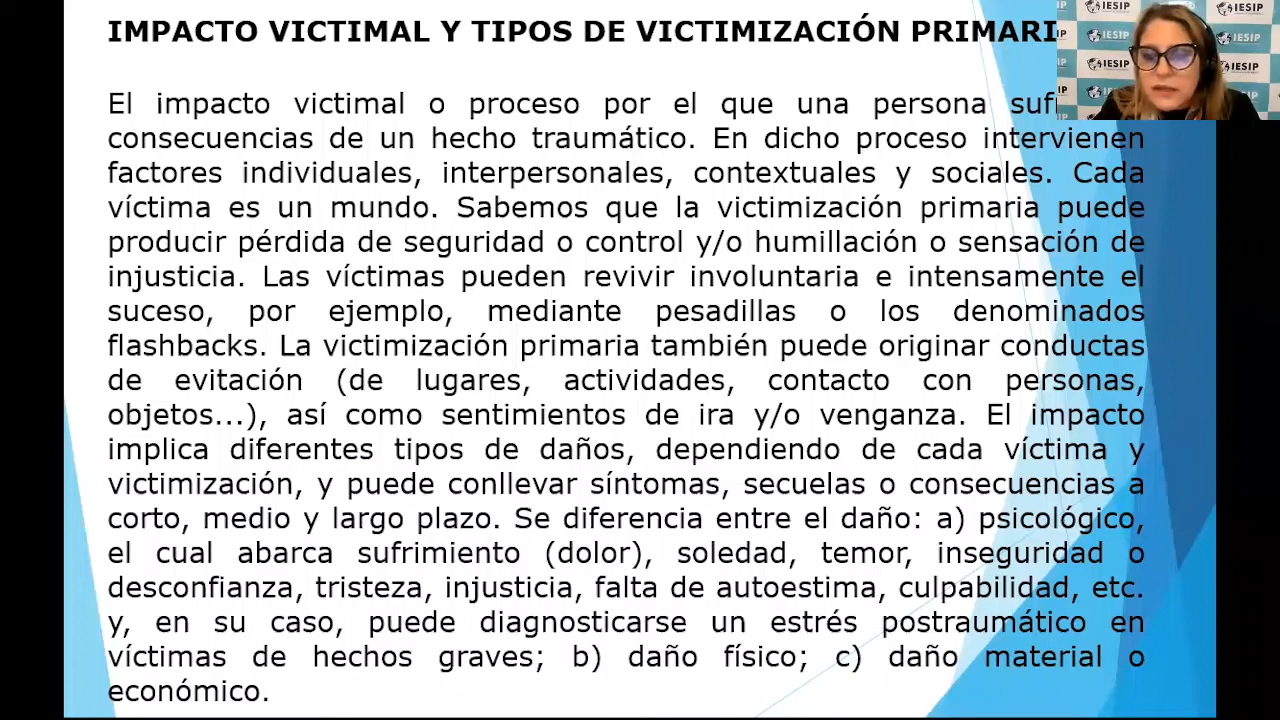 IMPACTO VICTIMAL Y TIPOS DE VICTIMIZACIÓN
IESIP
El impacto victimal o proceso por el que una persona
consecuencias de un hecho traumático. En dicho proceso intervienen
factores individuales, interpersonales, contextuales y sociales. Cada
víctima es un mundo. Sabemos que la victimización primaria puede
producir pérdida de seguridad o control y/o humillación o sensación de
injusticia. Las víctimas pueden revivir involuntaria e intensamente el
suceso, por ejemplo, mediante pesadillas o los denominados
flashbacks. La victimización primaria también puede originar conductas
de evitación (de lugares, actividades, contacto con personas,
objetos...), así como sentimientos de ira y/o venganza. El impacto
implica diferentes tipos de daños, dependiendo de cada víctima y
victimización, y puede conllevar síntomas, secuelas o consecuencias a
corto, medio y largo plazo. Se diferencia entre el daño: a) psicológico,
el cual abarca sufrimiento (dolor), soledad, temor, inseguridad o
desconfianza, tristeza, injusticia, falta de autoestima, culpabilidad, etc.
y, en su caso, puede diagnosticarse un estrés postraumático en
víctimas de hechos graves; b) daño físico; c) daño material o
económico.